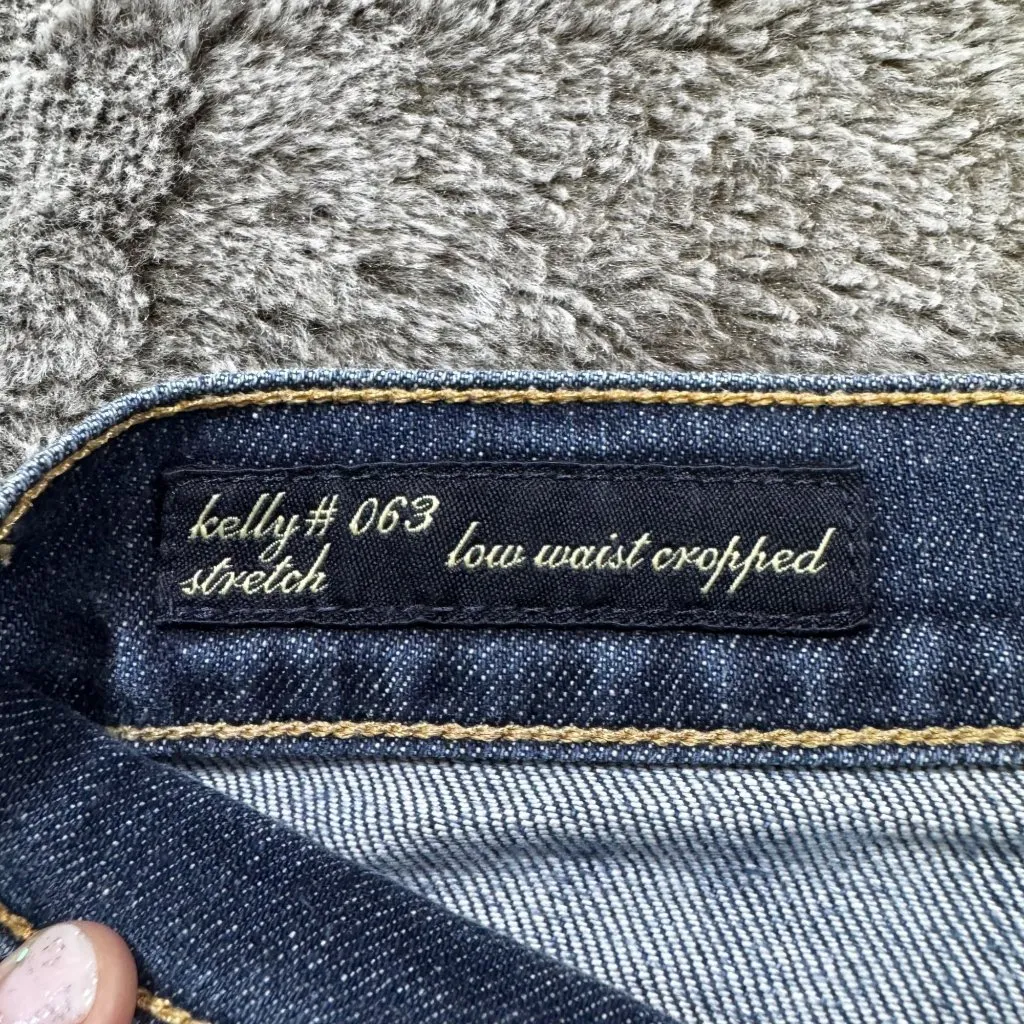 kelly# 063
stretch
low waist cropped